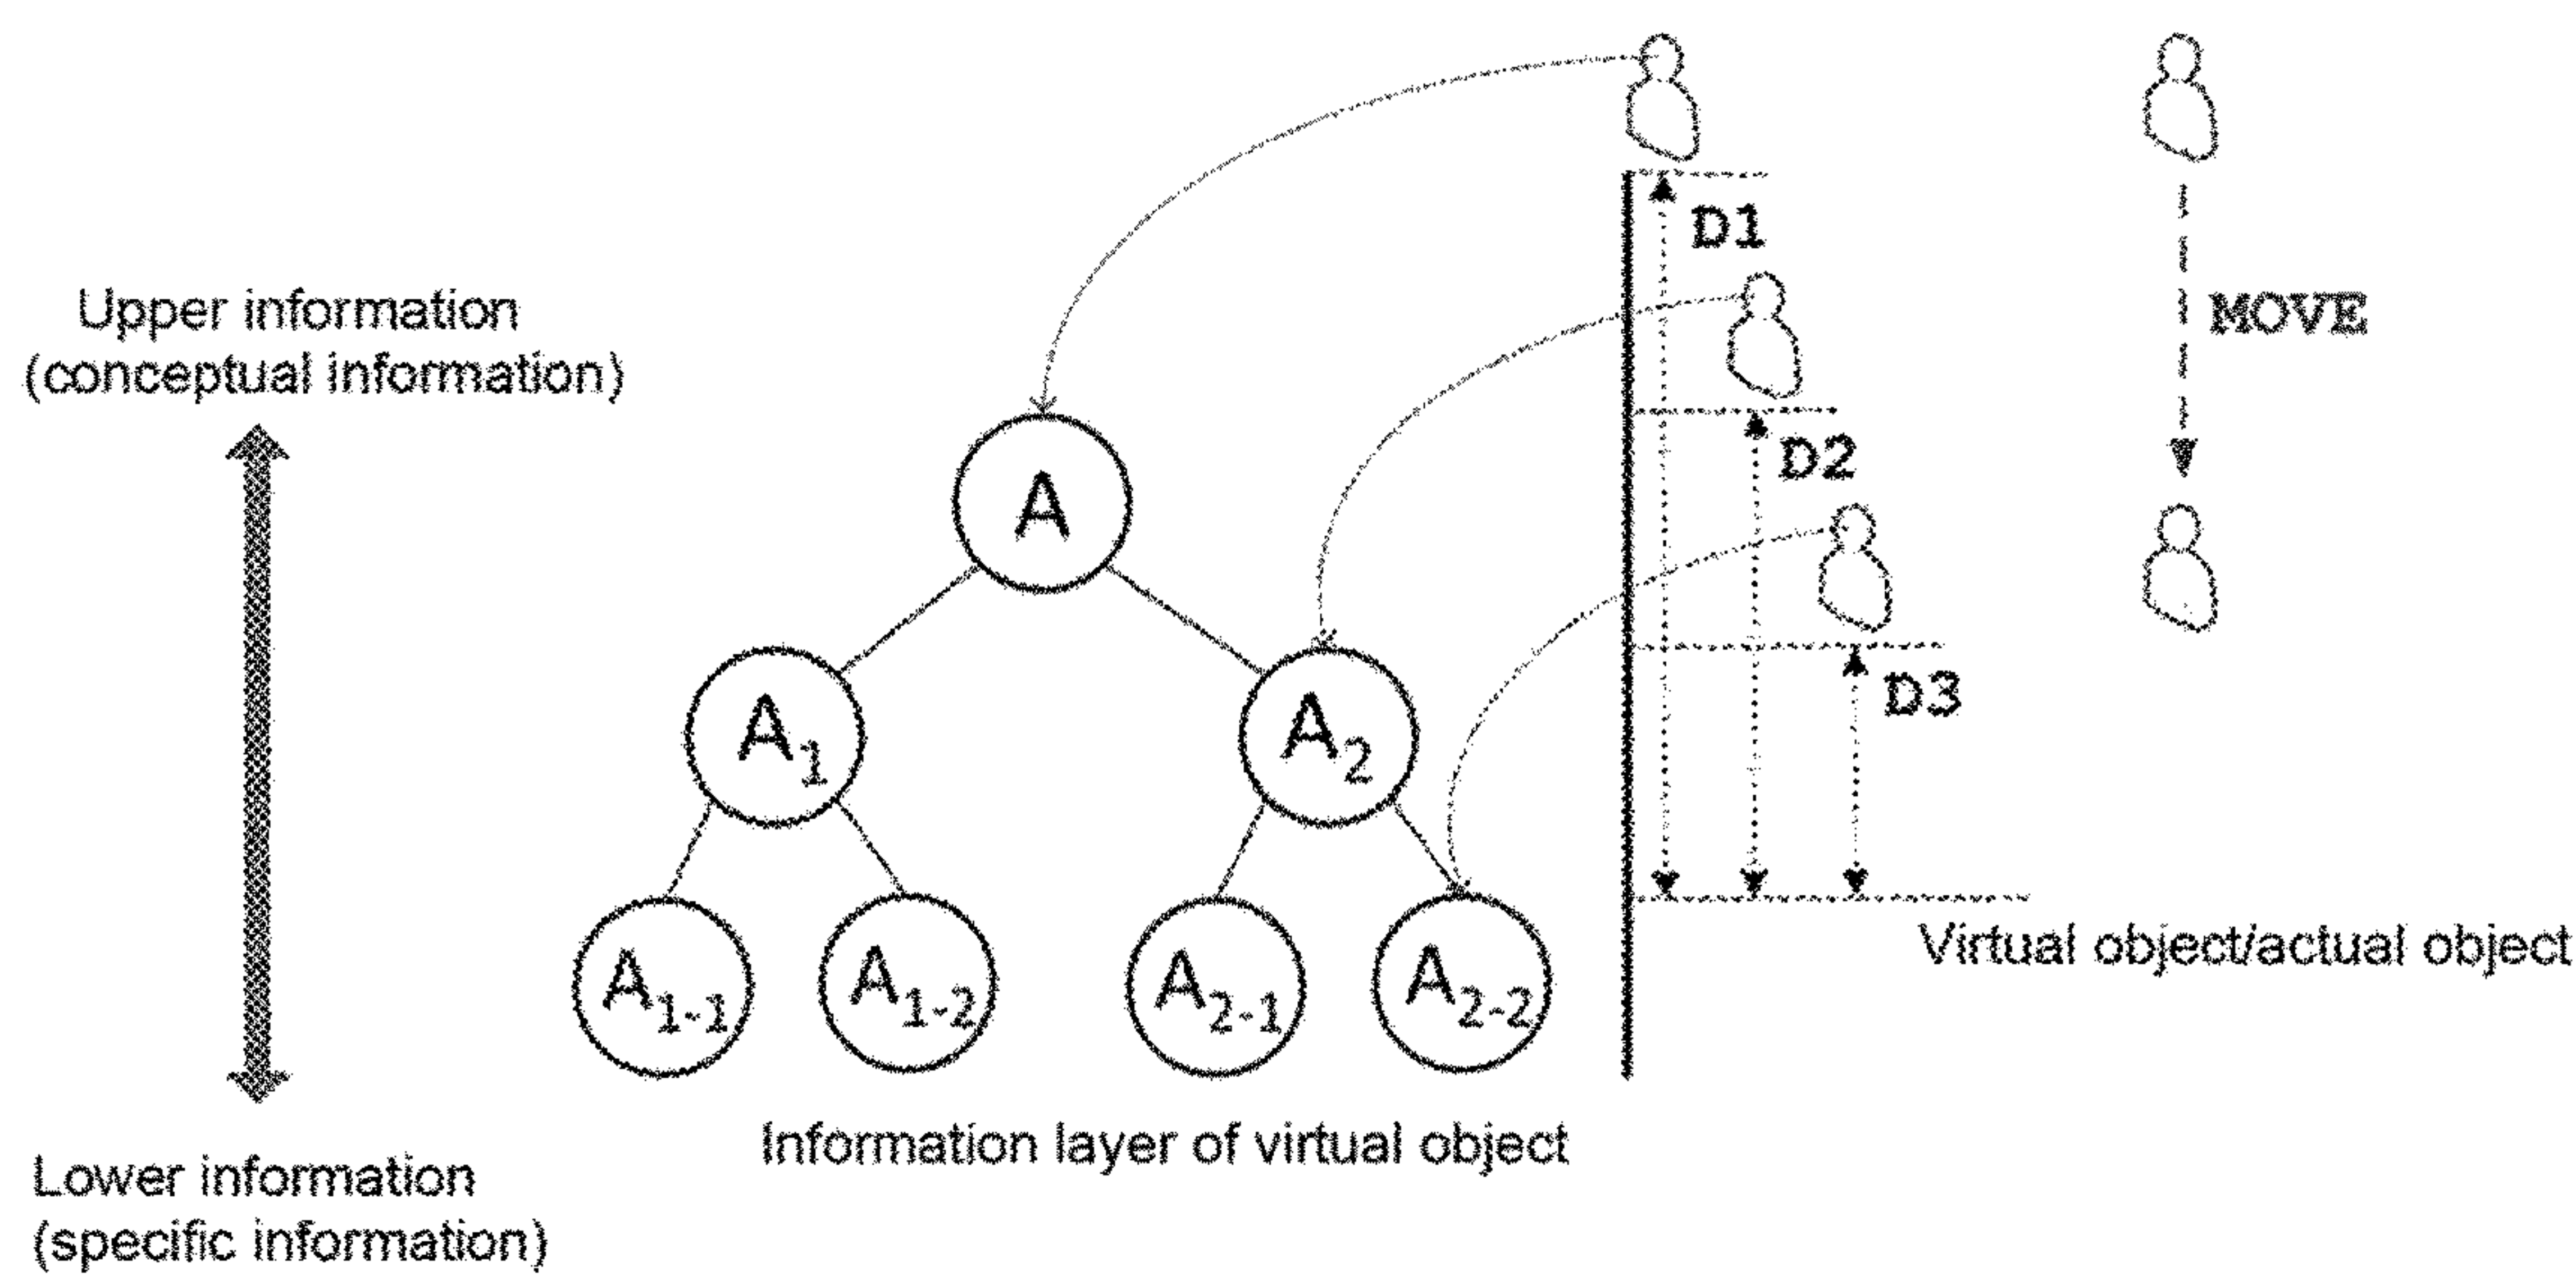 D1
Upper information
(conceptual information)
MOVE
D2
A
D3
A₁
A₂
Virtual object/actual object
A₁₋₁
A₁₋₂
A₂₋₁
A₂₋₂
Information layer of virtual object
Lower information
(specific information)